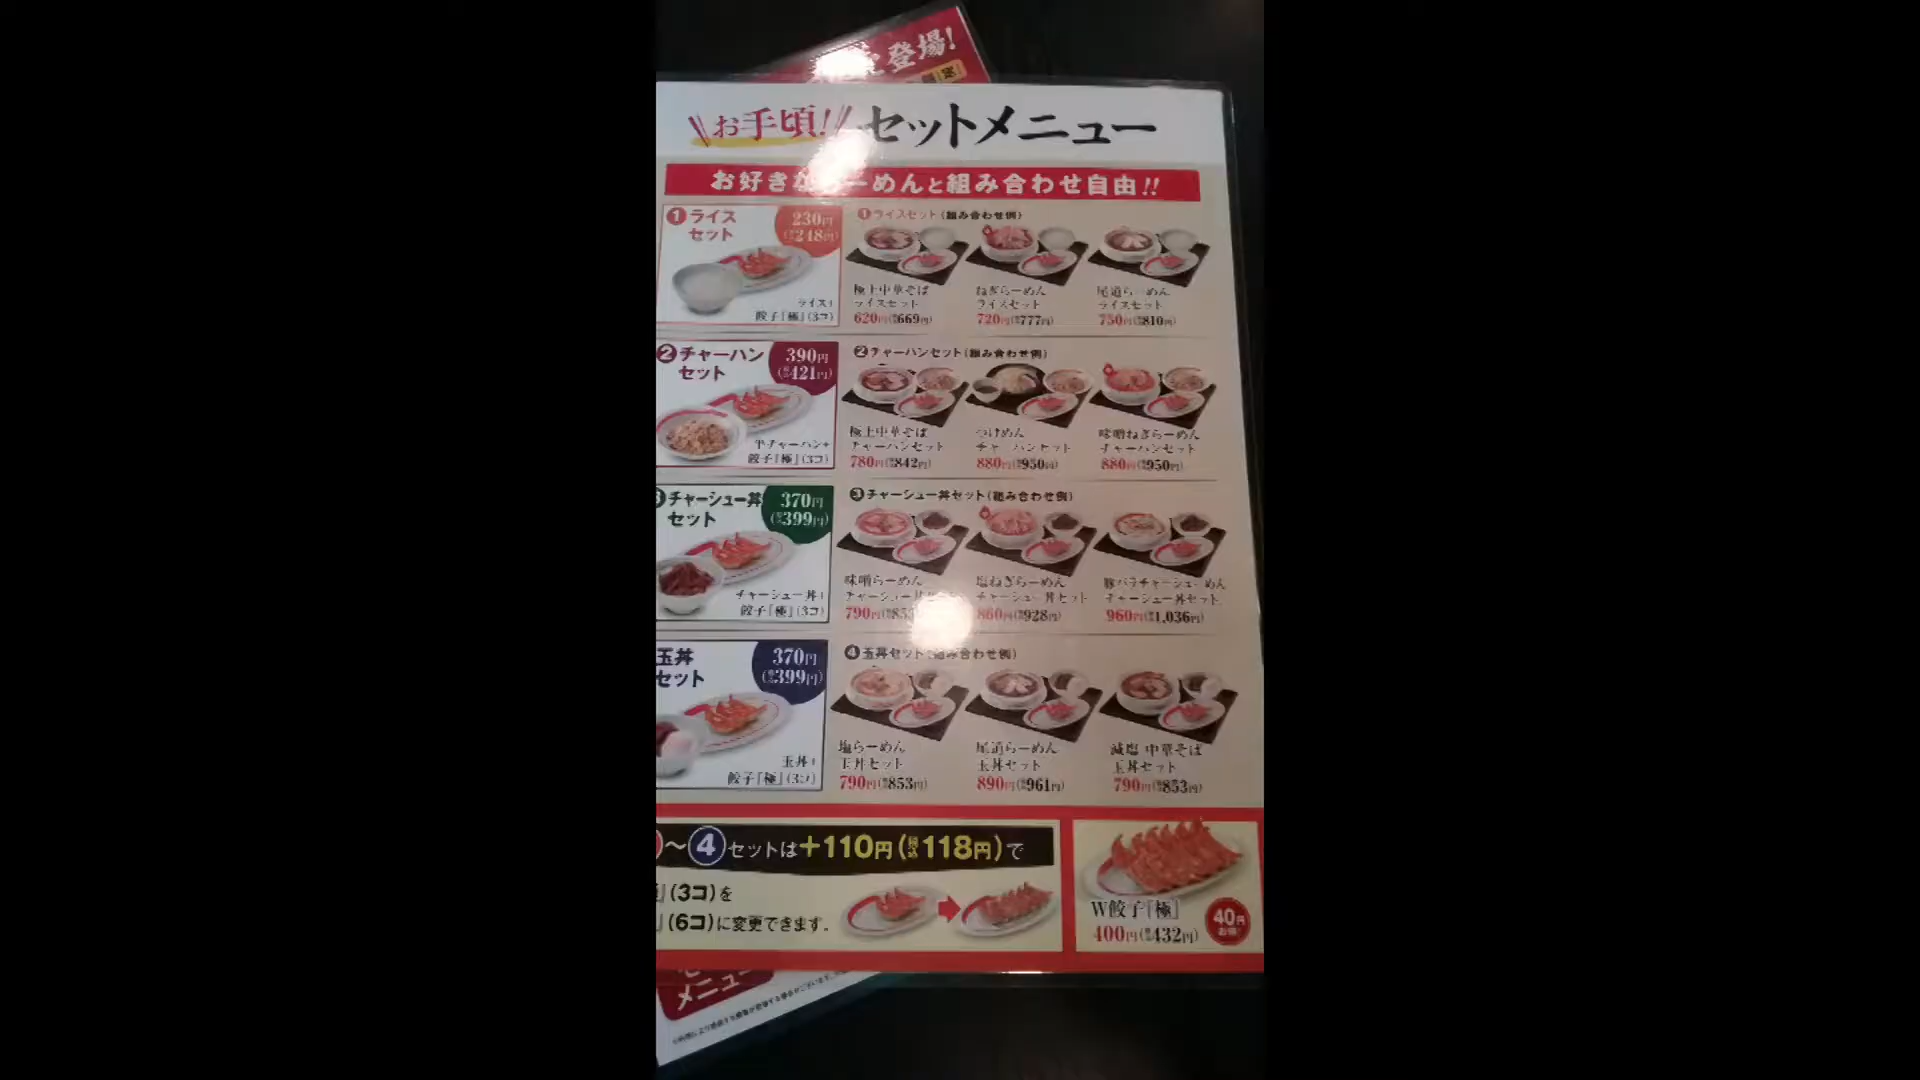 登場!
お手頃!
セットメニュー
お好きならーめんと組み合わせ自由!!
1 ライス
セット
230円
(税込248円)
ライス+
餃子「極」(3コ)
1 ライスセット(組み合わせ例)
極上中華そば
ライスセット
620円(税込669円)
ねぎらーめん
ライスセット
720円(税込777円)
尾道らーめん
ライスセット
750円(税込810円)
2 チャーハン
セット
390円
(税込421円)
半チャーハン+
餃子「極」(3コ)
2 チャーハンセット(組み合わせ例)
極上中華そば
チャーハンセット
780円(税込842円)
つけめん
チャーハンセット
880円(税込950円)
味噌ねぎらーめん
チャーハンセット
880円(税込950円)
3 チャーシュー丼
セット
370円
(税込399円)
チャーシュー丼+
餃子「極」(3コ)
3 チャーシュー丼セット(組み合わせ例)
味噌らーめん
チャーシュー丼セット
790円(税込853
塩ねぎらーめん
チャーシュー丼セット
860円(税込928円)
豚バラチャーシューめん
チャーシュー丼セット
960円(税込1,036円)
玉丼
セット
370円
(税込399円)
玉丼+
餃子「極」(3コ)
4 玉丼セット(組み合わせ例)
塩らーめん
玉丼セット
790円(税込853円)
尾道らーめん
玉丼セット
890円(税込961円)
減塩 中華そば
玉丼セット
790円(税込853円)
～4セットは+110円(税込118円)で
」(3コ)を
」(6コ)に変更できます。
W餃子「極」
400円(税込432円)
40円
お得!
メニュー